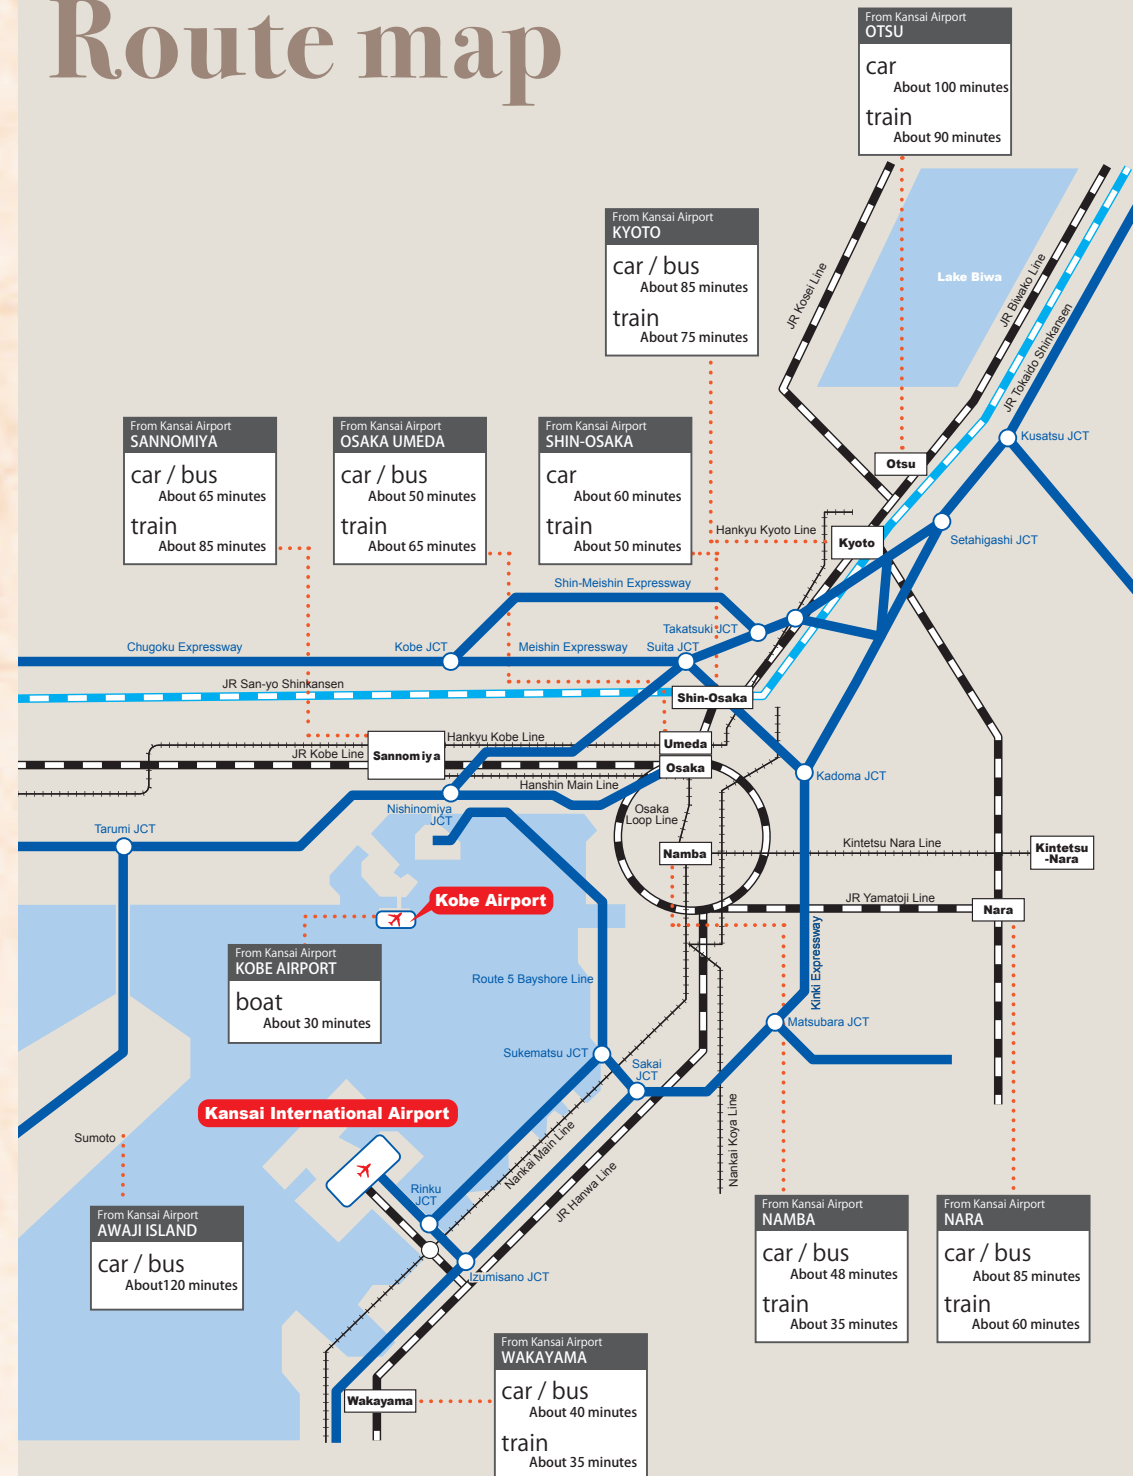 Route map
From Kansai Airport
OTSU
car
About 100 minutes
train
About 90 minutes
From Kansai Airport
KYOTO
car / bus
About 85 minutes
train
About 75 minutes
JR Kosei Line
Lake Biwa
JR Biwako Line
JR Tokaido Shinkansen
From Kansai Airport
SANNOMIYA
car / bus
About 65 minutes
train
About 85 minutes
From Kansai Airport
OSAKA UMEDA
car / bus
About 50 minutes
train
About 65 minutes
From Kansai Airport
SHIN-OSAKA
car
About 60 minutes
train
About 50 minutes
Kusatsu JCT
Otsu
Hankyu Kyoto Line
Kyoto
Setahigashi JCT
Shin-Meishin Expressway
Takatsuki JCT
Chugoku Expressway
Kobe JCT
Meishin Expressway
Suita JCT
JR San-yo Shinkansen
Shin-Osaka
Hankyu Kobe Line
Umeda
JR Kobe Line
Sannomiya
Osaka
Kadoma JCT
Hanshin Main Line
Nishinomiya
JCT
Osaka
Loop Line
Tarumi JCT
Namba
Kintetsu Nara Line
Kintetsu
-Nara
Kobe Airport
JR Yamatoji Line
Nara
From Kansai Airport
KOBE AIRPORT
boat
About 30 minutes
Route 5 Bayshore Line
Kinki Expressway
Matsubara JCT
Sukematsu JCT
Sakai
JCT
Kansai International Airport
Sumoto
Nankai Main Line
Nankai Koya Line
JR Hanwa Line
Rinku
JCT
Izumisano JCT
From Kansai Airport
AWAJI ISLAND
car / bus
About120 minutes
From Kansai Airport
NAMBA
car / bus
About 48 minutes
train
About 35 minutes
From Kansai Airport
NARA
car / bus
About 85 minutes
train
About 60 minutes
Wakayama
From Kansai Airport
WAKAYAMA
car / bus
About 40 minutes
train
About 35 minutes